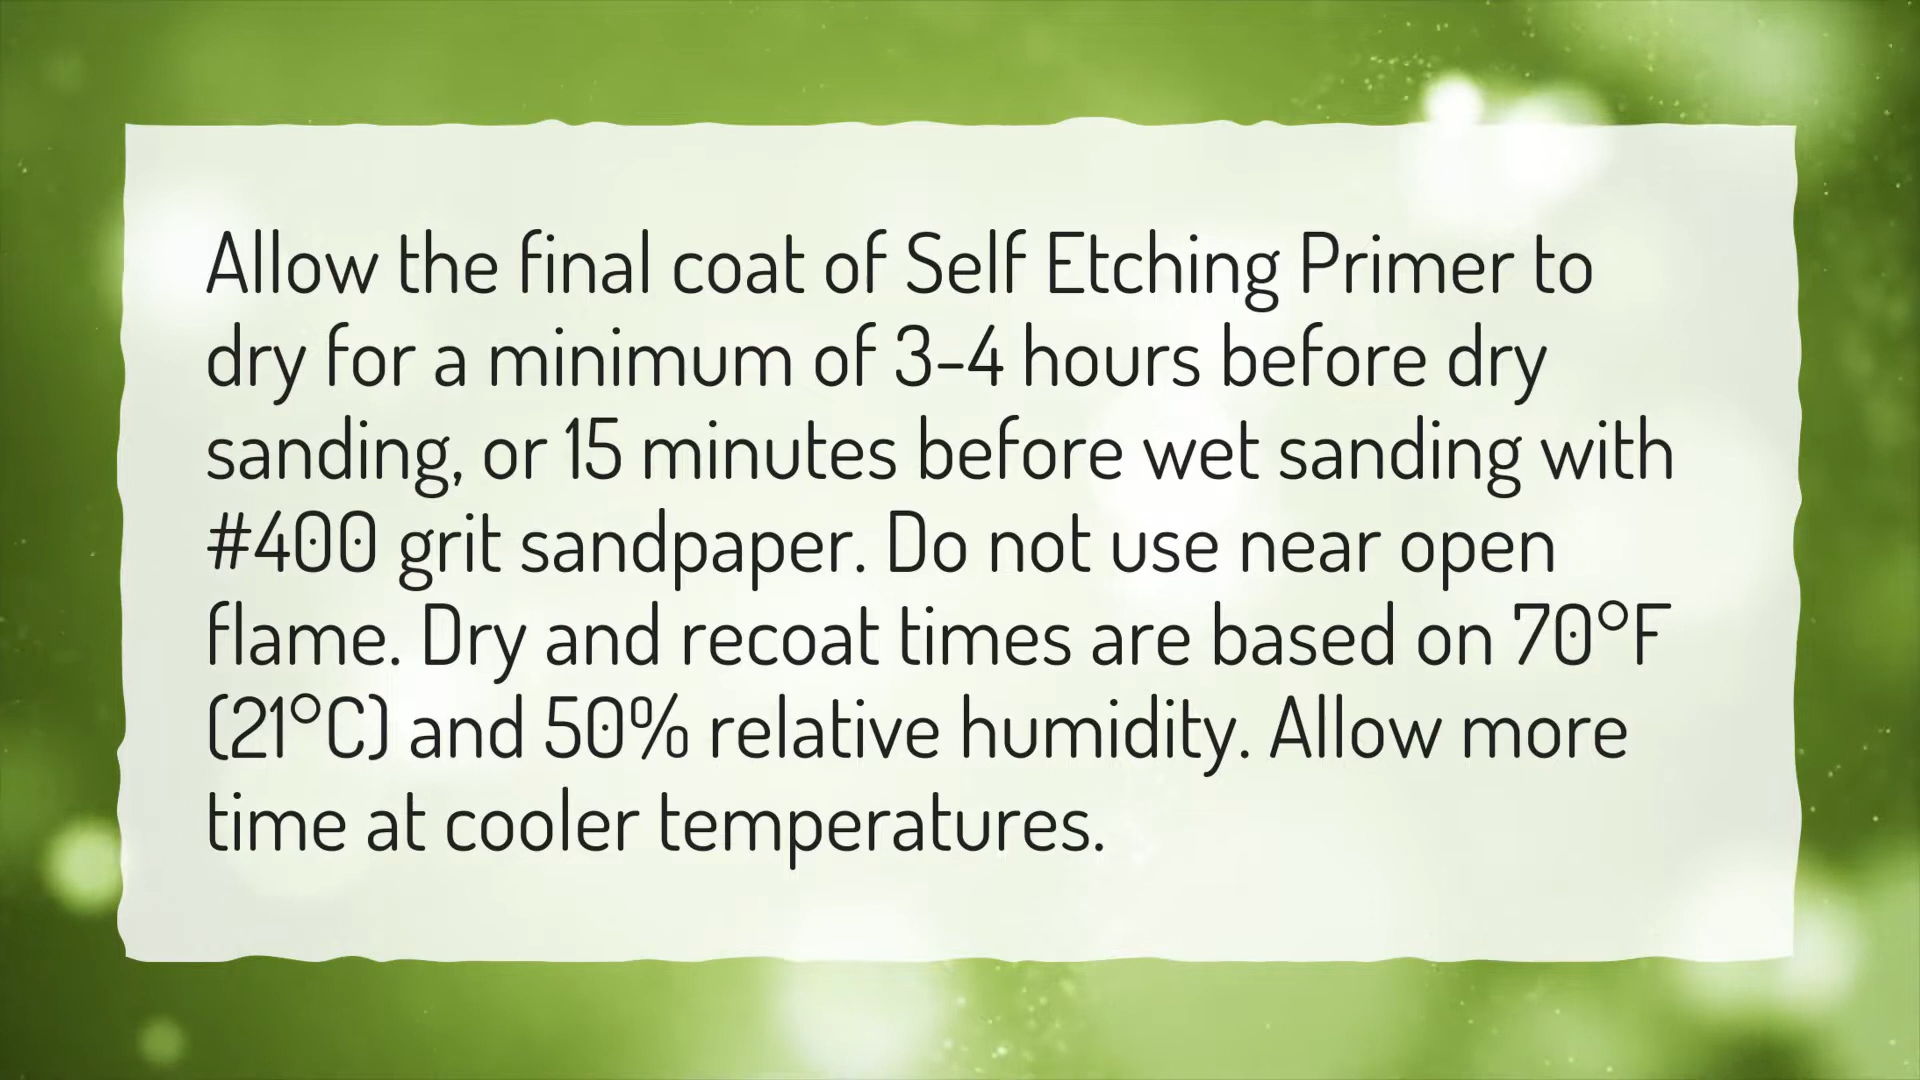 Allow the final coat of Self Etching Primer to
dry for a minimum of 3-4 hours before dry
sanding, or 15 minutes before wet sanding with
#400 grit sandpaper. Do not use near open
flame. Dry and recoat times are based on 70°F
(21°C) and 50% relative humidity. Allow more
time at cooler temperatures.